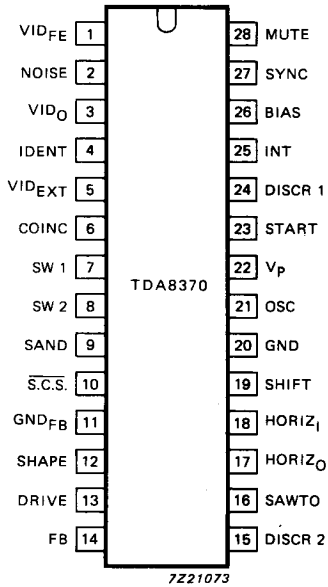 VIDFE 1 28 MUTE
NOISE 2 27 SYNC
VIDO 3 26 BIAS
IDENT 4 25 INT
VIDEXT 5 24 DISCR 1
COINC 6 23 START
SW 1 7 22 VP
TDA8370
SW 2 8 21 OSC
SAND 9 20 GND
S.C.S. 10 19 SHIFT
GNDFB 11 18 HORIZI
SHAPE 12 17 HORIZO
DRIVE 13 16 SAWTO
FB 14 15 DISCR 2
7Z21073